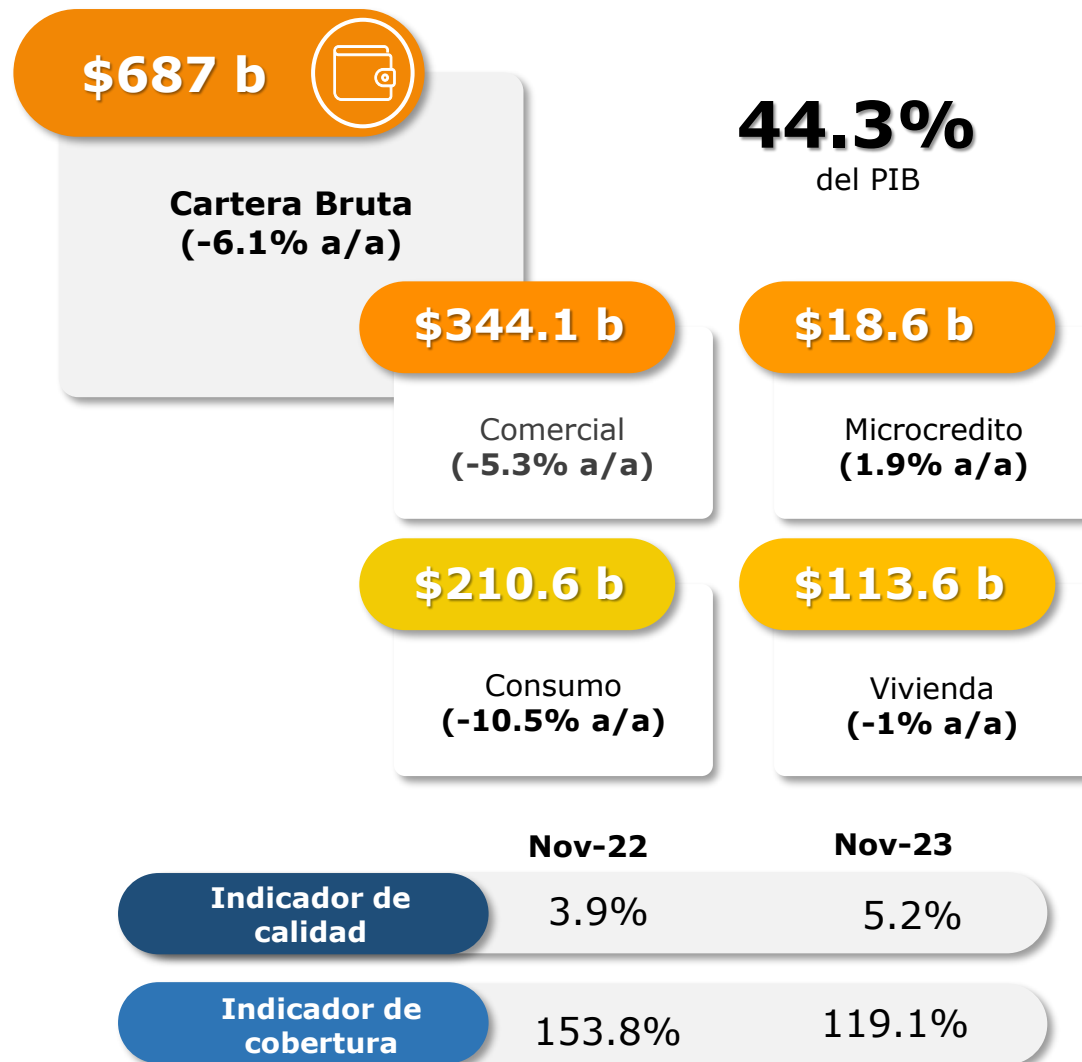 $687 b
Cartera Bruta
(-6.1% a/a)
44.3%
del PIB
$344.1 b
Comercial
(-5.3% a/a)
$18.6 b
Microcredito
(1.9% a/a)
$210.6 b
Consumo
(-10.5% a/a)
$113.6 b
Vivienda
(-1% a/a)
Nov-22
Nov-23
Indicador de
calidad
3.9%
5.2%
Indicador de
cobertura
153.8%
119.1%